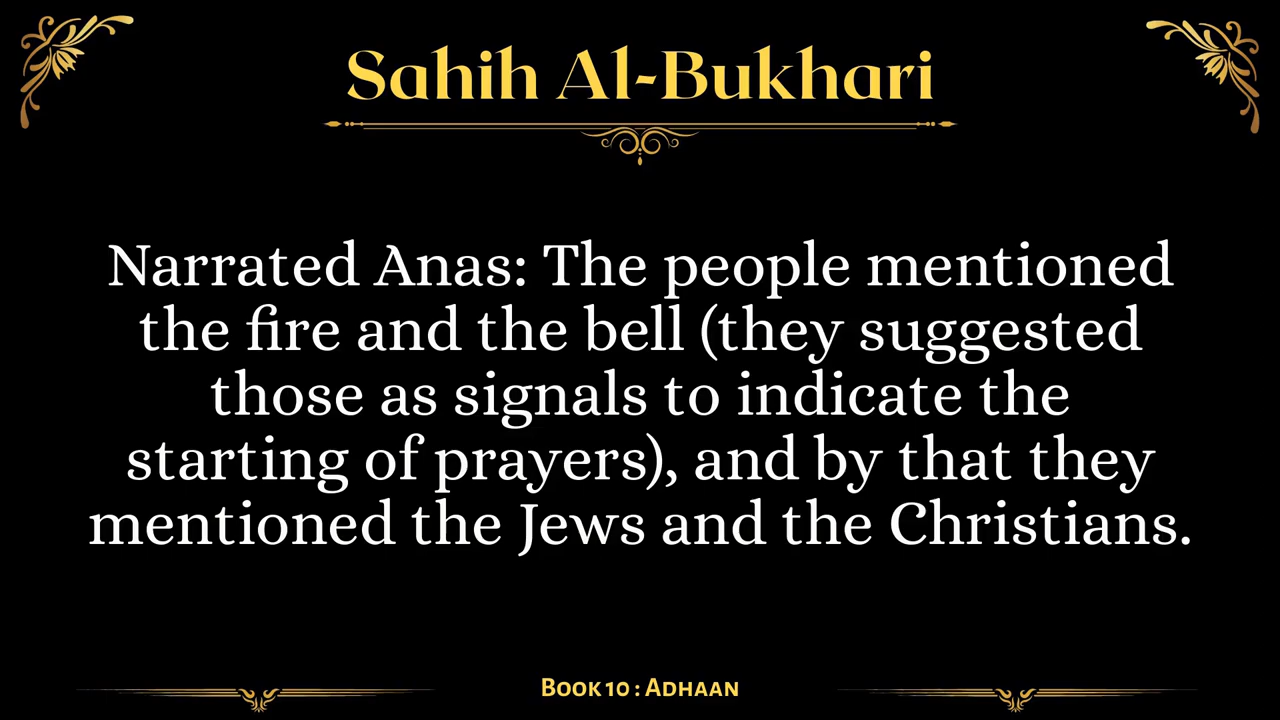 Sahih Al-Bukhari
Narrated Anas: The people mentioned
the fire and the bell (they suggested
those as signals to indicate the
starting of prayers), and by that they
mentioned the Jews and the Christians.
Book 10 : Adhaan